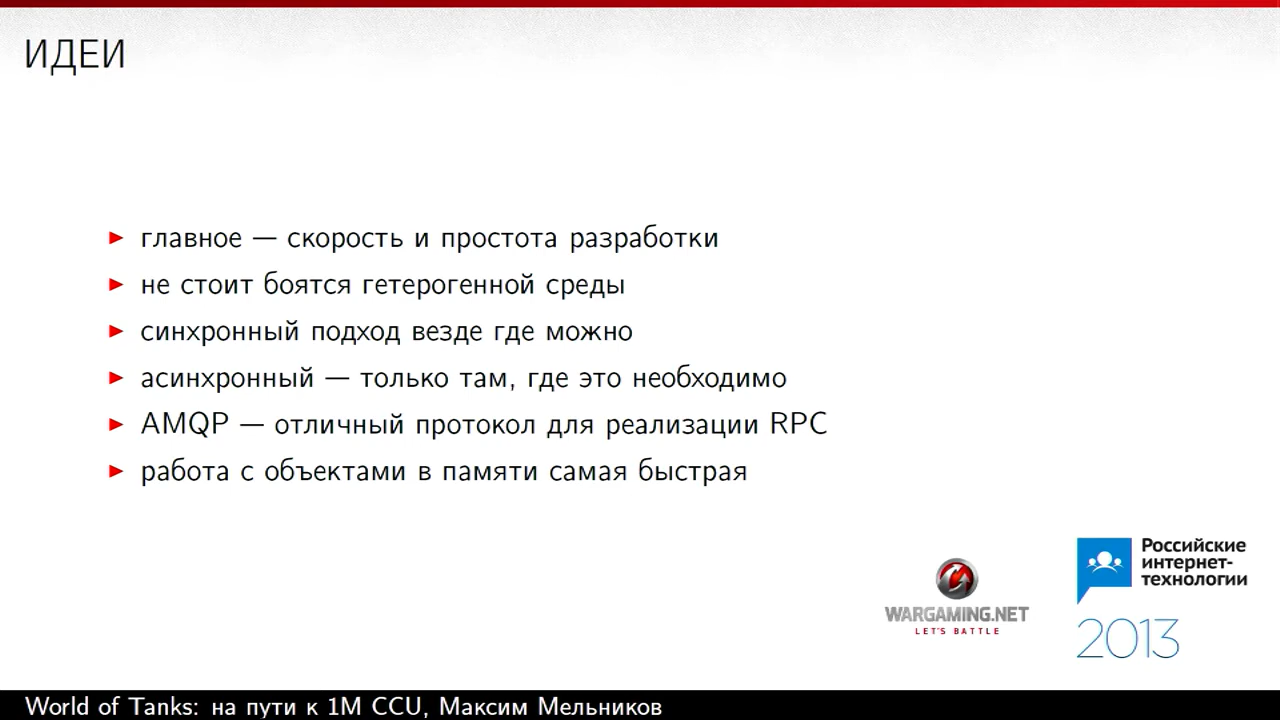 ИДЕИ
главное — скорость и простота разработки
не стоит боятся гетерогенной среды
синхронный подход везде где можно
асинхронный — только там, где это необходимо
AMQP — отличный протокол для реализации RPC
работа с объектами в памяти самая быстрая
WARGAMING.NET
LET'S BATTLE
Российские
интернет-
технологии
2013
World of Tanks: на пути к 1M CCU, Максим Мельников